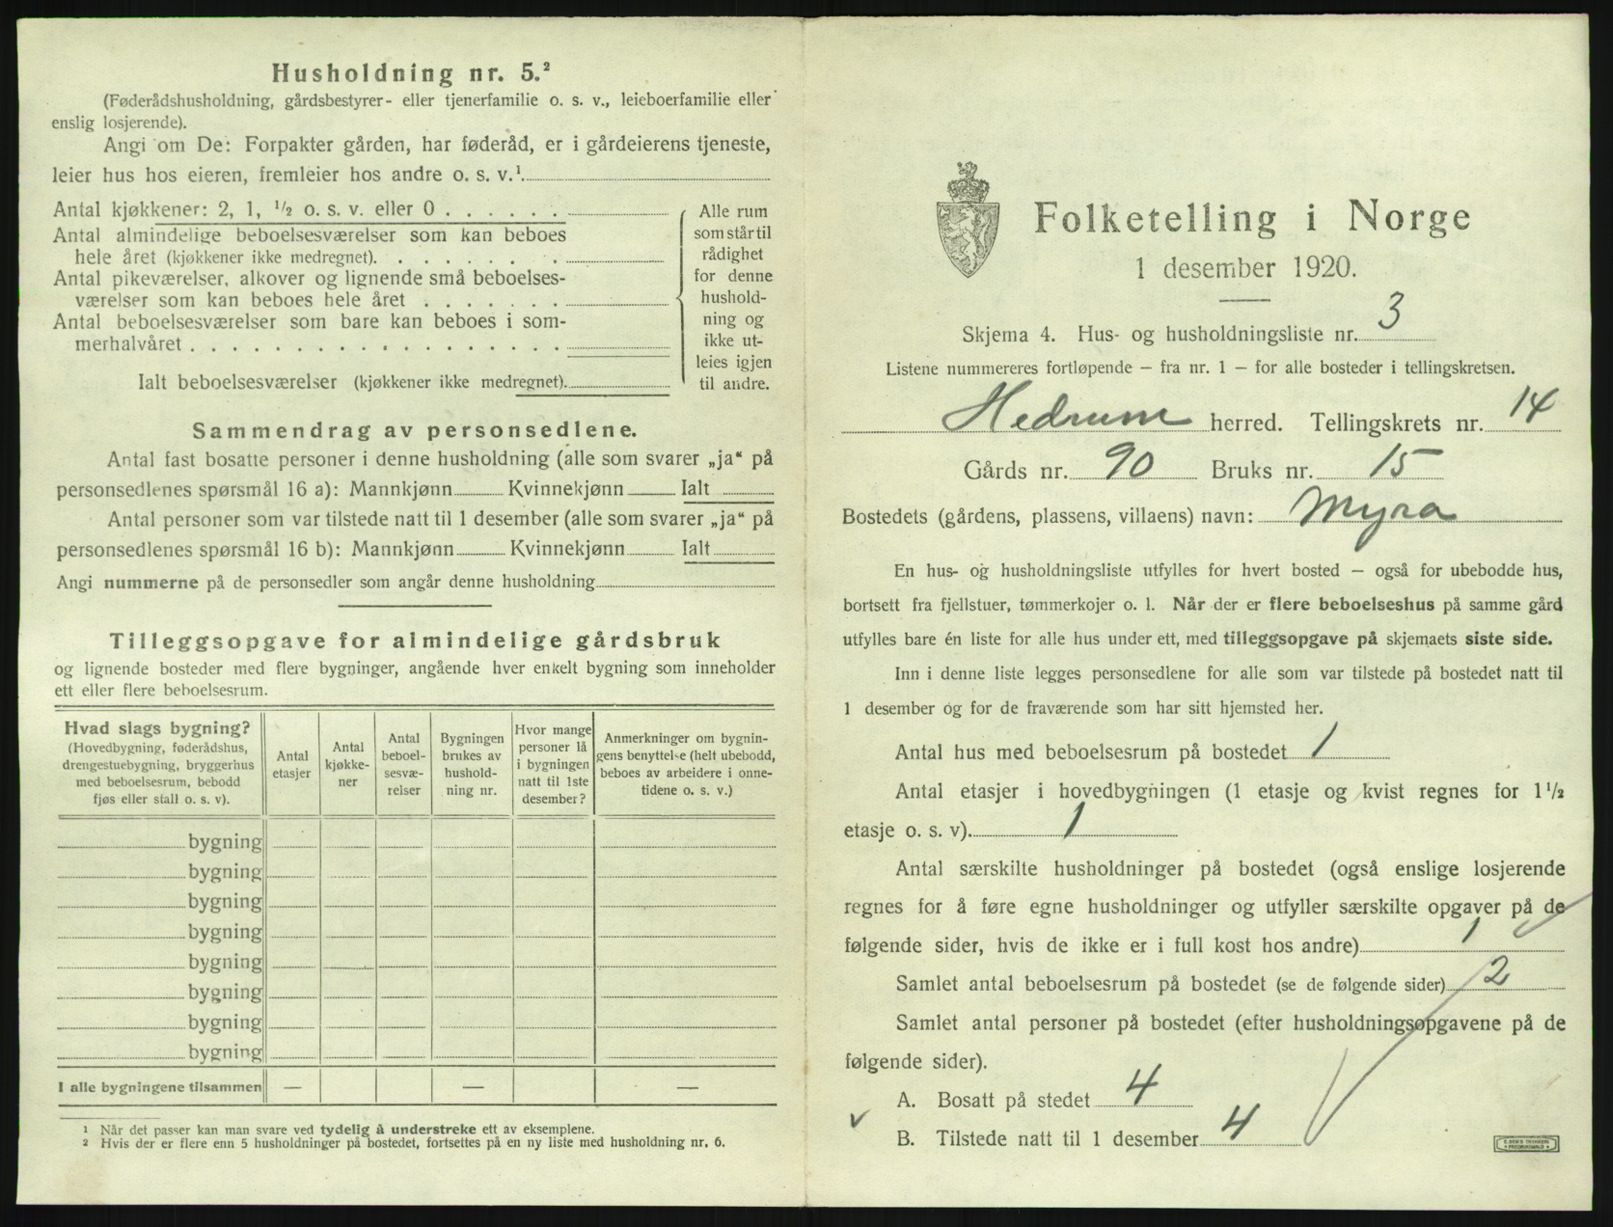 Husholdning nr. 5.²
(Føderådshusholdning, gårdsbestyrer- eller tjenerfamilie o. s. v., leieboerfamilie eller
enslig losjerende).
Angi om De: Forpakter gården, har føderåd, er i gårdeierens tjeneste,
leier hus hos eieren, fremleier hos andre o. s. v.¹
Antal kjøkkener: 2, 1, ½ o. s. v. eller 0 . . . . . .
Antal almindelige beboelsesværelser som kan beboes
hele året (kjøkkener ikke medregnet). . . . . . .
Antal pikeværelser, alkover og lignende små beboelses-
værelser som kan beboes hele året . . . . . . .
Antal beboelsesværelser som bare kan beboes i som-
merhalvåret . . . . . . . . . . . . . . . . . .
Ialt beboelsesværelser (kjøkkener ikke medregnet).
Alle rum
som står til
rådighet
for denne
hushold-
ning og
ikke ut-
leies igjen
til andre.
Sammendrag av personsedlene.
Antal fast bosatte personer i denne husholdning (alle som svarer „ja“ på
personsedlenes spørsmål 16 a): Mannkjønn Kvinnekjønn Ialt
Antal personer som var tilstede natt til 1 desember (alle som svarer „ja“ på
personsedlenes spørsmål 16 b): Mannkjønn Kvinnekjønn Ialt
Angi nummerne på de personsedler som angår denne husholdning
Tilleggsopgave for almindelige gårdsbruk
og lignende bosteder med flere bygninger, angående hver enkelt bygning som inneholder
ett eller flere beboelsesrum.
Hvad slags bygning?
(Hovedbygning, føderådshus,
drengestuebygning, bryggerhus
med beboelsesrum, bebodd
fjøs eller stall o. s. v).
Antal
etasjer
Antal
kjøkke-
ner
Antal
beboel-
sesvæ-
relser
Bygningen
brukes av
hushold-
ning nr.
Hvor mange
personer lå
i bygningen
natt til 1ste
desember?
Anmerkninger om bygnin-
gens benyttelse (helt ubebodd,
beboes av arbeidere i onne-
tidene o. s. v.)
bygning
bygning
bygning
bygning
bygning
bygning
bygning
bygning
I alle bygningene tilsammen — — —
¹ Når det passer kan man svare ved tydelig å understreke ett av eksemplene.
² Hvis der er flere enn 5 husholdninger på bostedet, fortsettes på en ny liste med husholdning nr. 6.
Folketelling i Norge
1 desember 1920.
Skjema 4. Hus- og husholdningsliste nr. 3
Listene nummereres fortløpende — fra nr. 1 — for alle bosteder i tellingskretsen.
Hedrum herred. Tellingskrets nr. 14
Gårds nr. 90 Bruks nr. 15
Bostedets (gårdens, plassens, villaens) navn: Myra
En hus- og husholdningsliste utfylles for hvert bosted — også for ubebodde hus,
bortsett fra fjellstuer, tømmerkojer o. l. Når der er flere beboelseshus på samme gård
utfylles bare én liste for alle hus under ett, med tilleggsopgave på skjemaets siste side.
Inn i denne liste legges personsedlene for alle som var tilstede på bostedet natt til
1 desember og for de fraværende som har sitt hjemsted her.
Antal hus med beboelsesrum på bostedet 1
Antal etasjer i hovedbygningen (1 etasje og kvist regnes for 1½
etasje o. s. v). 1
Antal særskilte husholdninger på bostedet (også enslige losjerende
regnes for å føre egne husholdninger og utfyller særskilte opgaver på de
følgende sider, hvis de ikke er i full kost hos andre) 1
Samlet antal beboelsesrum på bostedet (se de følgende sider) 2
Samlet antal personer på bostedet (efter husholdningsopgavene på de
følgende sider).
A. Bosatt på stedet 4
B. Tilstede natt til 1 desember 4